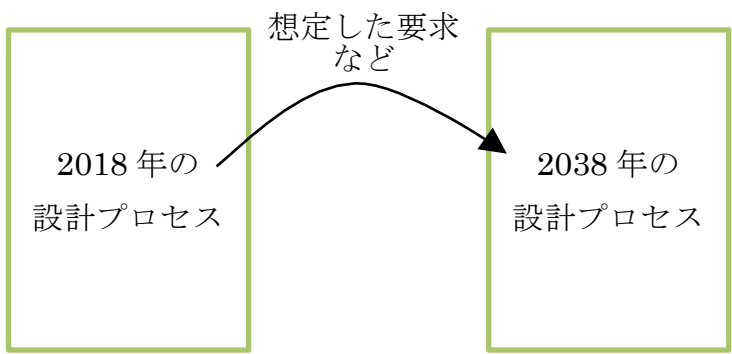 想定した要求
など
2018 年の
設計プロセス
2038 年の
設計プロセス